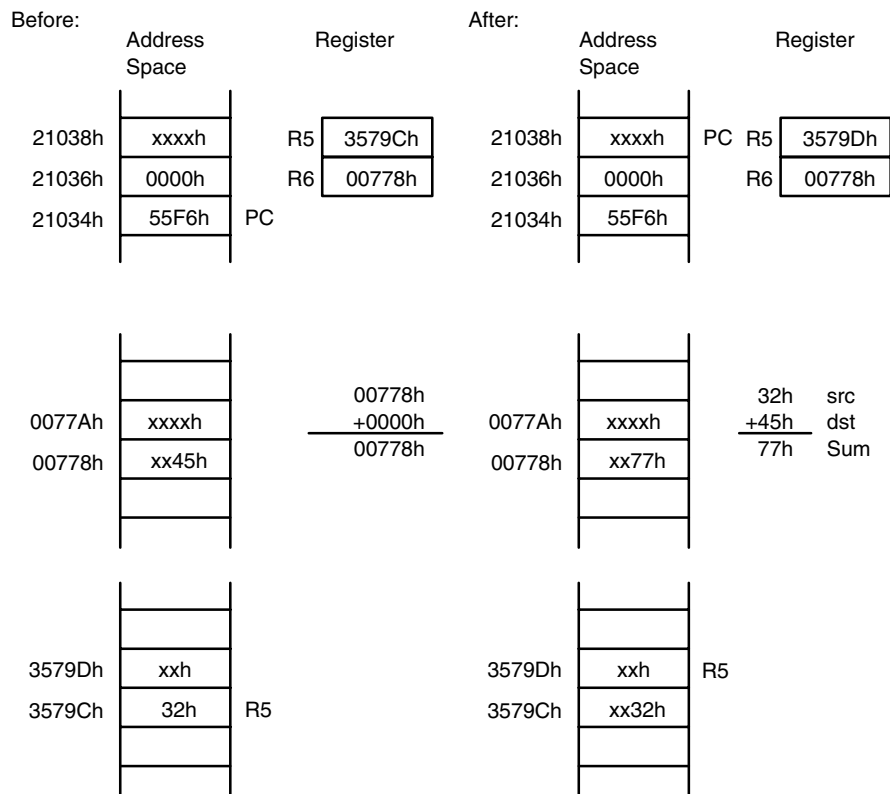 Before:
Address Space
Register
21038h xxxxh R5 3579Ch
21036h 0000h R6 00778h
21034h 55F6h PC
00778h
0077Ah xxxxh +0000h
00778h xx45h 00778h
3579Dh xxh
3579Ch 32h R5
After:
Address Space
Register
21038h xxxxh PC R5 3579Dh
21036h 0000h R6 00778h
21034h 55F6h
32h src
0077Ah xxxxh +45h dst
00778h xx77h 77h Sum
3579Dh xxh R5
3579Ch xx32h